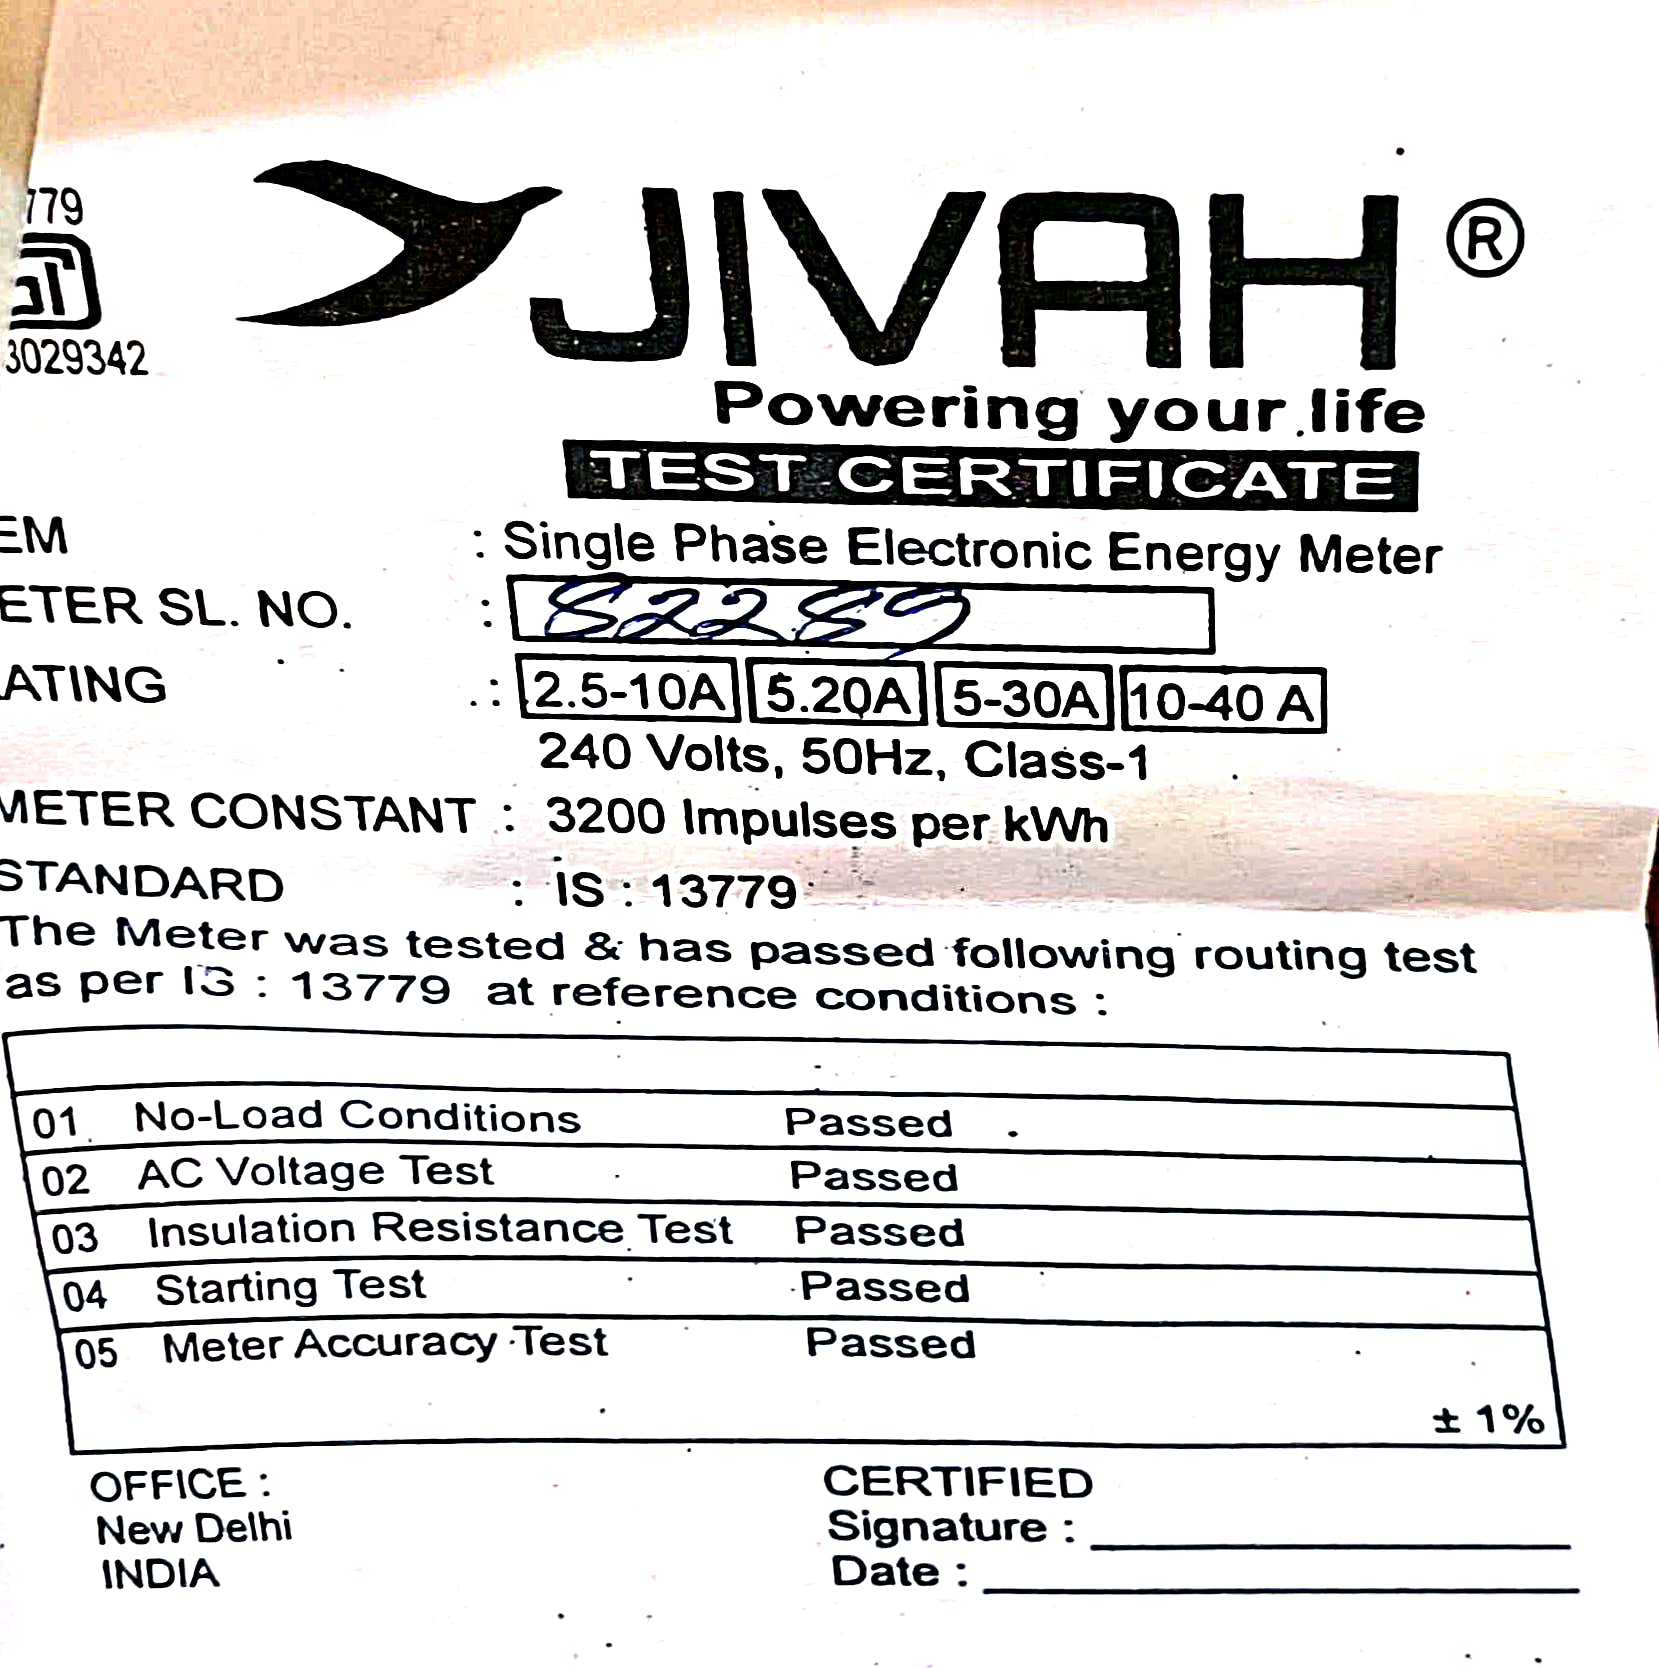 779
3029342
JIVAH ®
Powering your life
TEST CERTIFICATE
EM : Single Phase Electronic Energy Meter
ETER SL. NO. : 82289
ATING : 2.5-10A 5.20A 5-30A 10-40 A
240 Volts, 50Hz, Class-1
METER CONSTANT : 3200 Impulses per kWh
STANDARD : IS : 13779
The Meter was tested & has passed following routing test
as per IS : 13779 at reference conditions :
01 No-Load Conditions Passed
02 AC Voltage Test Passed
03 Insulation Resistance Test Passed
04 Starting Test Passed
05 Meter Accuracy Test Passed
± 1%
OFFICE :
New Delhi
INDIA
CERTIFIED
Signature :
Date :